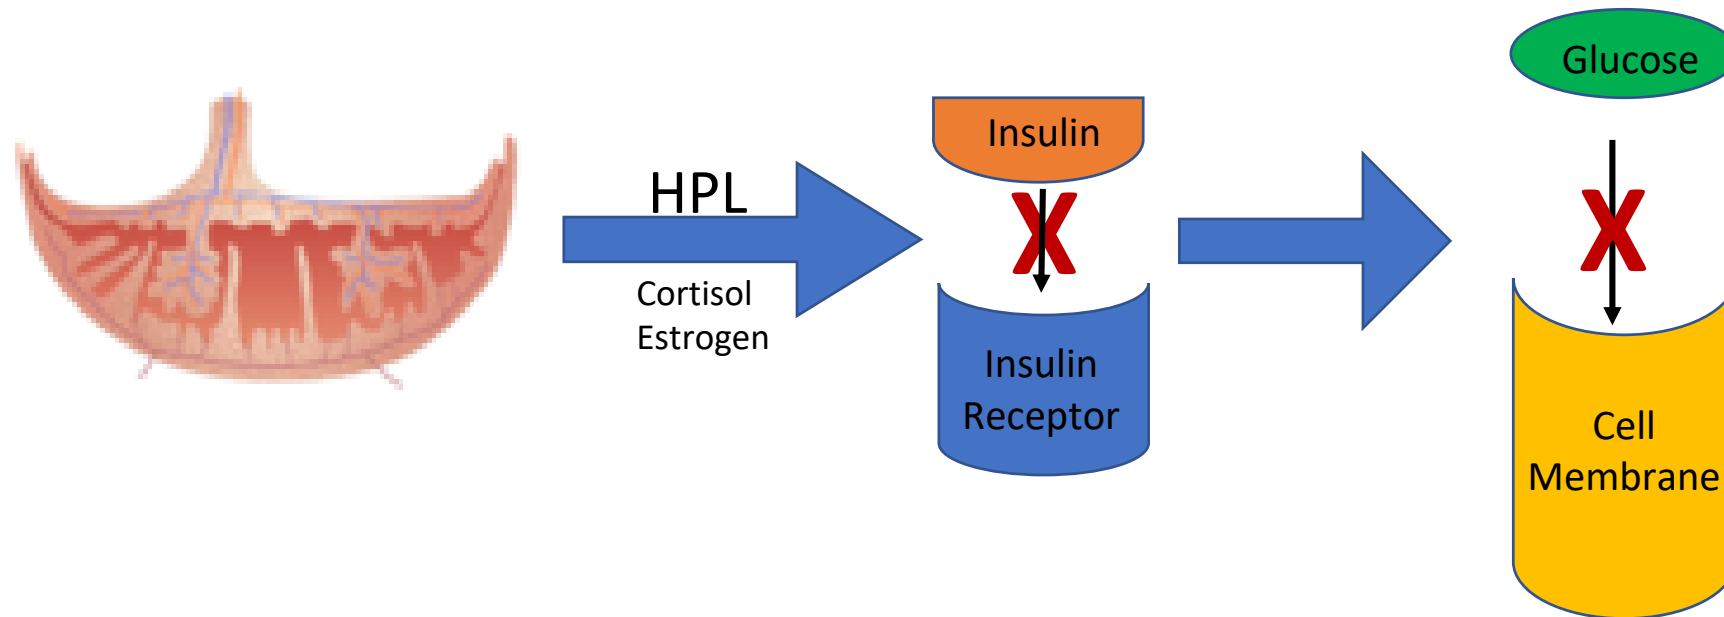 HPL
Cortisol
Estrogen
Insulin
X
Insulin
Receptor
X
Glucose
Cell
Membrane